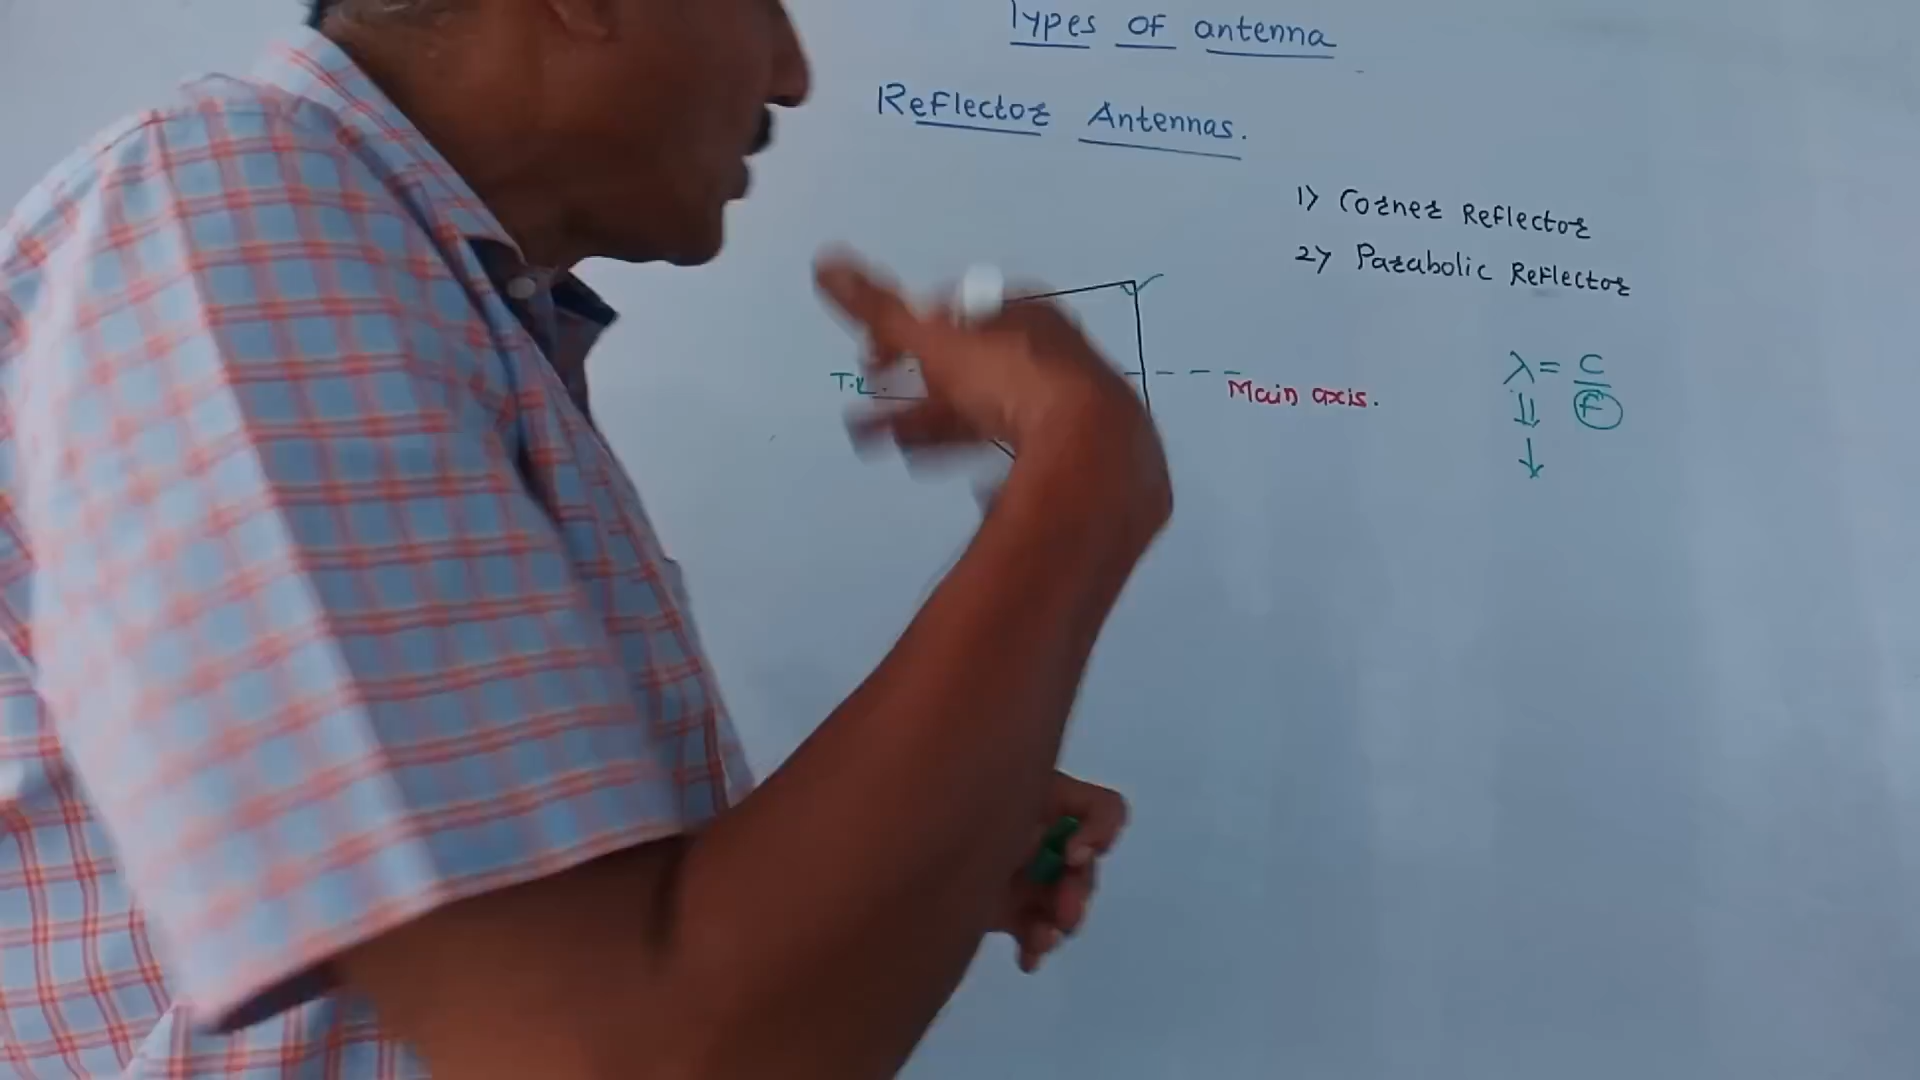 Types of antenna
Reflector Antennas.
1) Corner Reflector
2) Parabolic Reflector
T.L.
Main axis.
λ = C
F